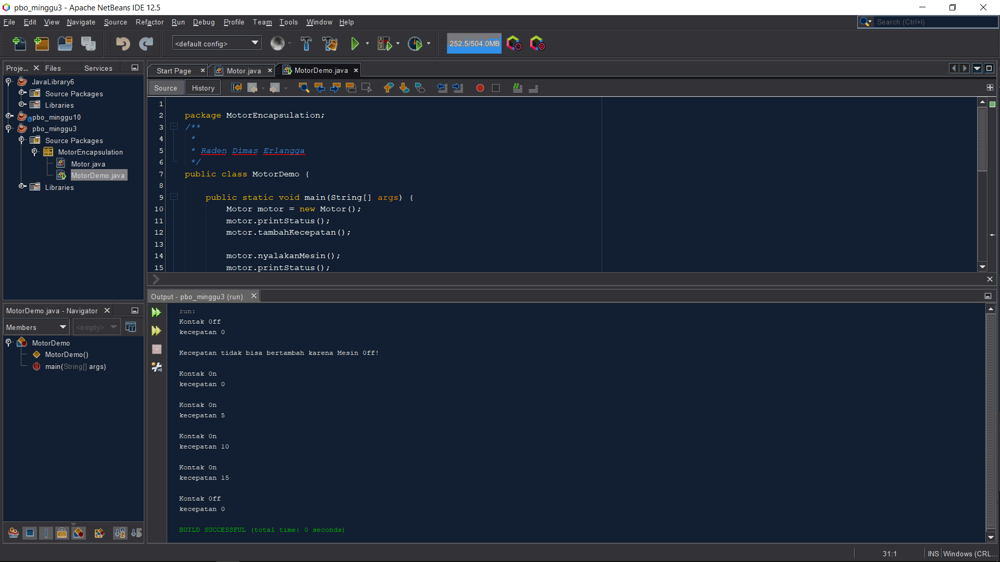 pbo_minggu3 - Apache NetBeans IDE 12.5
File Edit View Navigate Source Refactor Run Debug Profile Team Tools Window Help
Search (Ctrl+I)
<default config>
252.5/504.0MB
Proje... Files Services
JavaLibrary6
Source Packages
Libraries
pbo_minggu10
pbo_minggu3
Source Packages
MotorEncapsulation
Motor.java
MotorDemo.java
Libraries
Start Page Motor.java MotorDemo.java
Source History
1
2 package MotorEncapsulation;
3 /**
4 *
5 * Raden Dimas Erlangga
6 */
7 public class MotorDemo {
8
9 public static void main(String[] args) {
10 Motor motor = new Motor();
11 motor.printStatus();
12 motor.tambahKecepatan();
13
14 motor.nyalakanMesin();
15 motor.printStatus();
MotorDemo.java - Navigator
Members <empty>
MotorDemo
MotorDemo()
main(String[] args)
Output - pbo_minggu3 (run)
run:
Kontak Off
kecepatan 0
Kecepatan tidak bisa bertambah karena Mesin Off!
Kontak On
kecepatan 0
Kontak On
kecepatan 5
Kontak On
kecepatan 10
Kontak On
kecepatan 15
Kontak Off
kecepatan 0
BUILD SUCCESSFUL (total time: 0 seconds)
31:1 INS Windows (CRL...